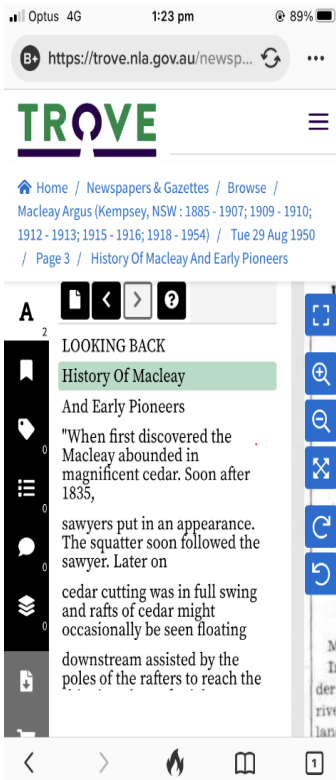 Optus 4G 1:23 pm 89%
B+ https://trove.nla.gov.au/newsp... ...
TROVE
Home / Newspapers & Gazettes / Browse /
Macleay Argus (Kempsey, NSW : 1885 - 1907; 1909 - 1910;
1912 - 1913; 1915 - 1916; 1918 - 1954) / Tue 29 Aug 1950
/ Page 3 / History Of Macleay And Early Pioneers
A
2
0
0
0
0
LOOKING BACK
History Of Macleay
And Early Pioneers
"When first discovered the
Macleay abounded in
magnificent cedar. Soon after
1835,
sawyers put in an appearance.
The squatter soon followed the
sawyer. Later on
cedar cutting was in full swing
and rafts of cedar might
occasionally be seen floating
downstream assisted by the
poles of the rafters to reach the
M
der
rive
lan
1